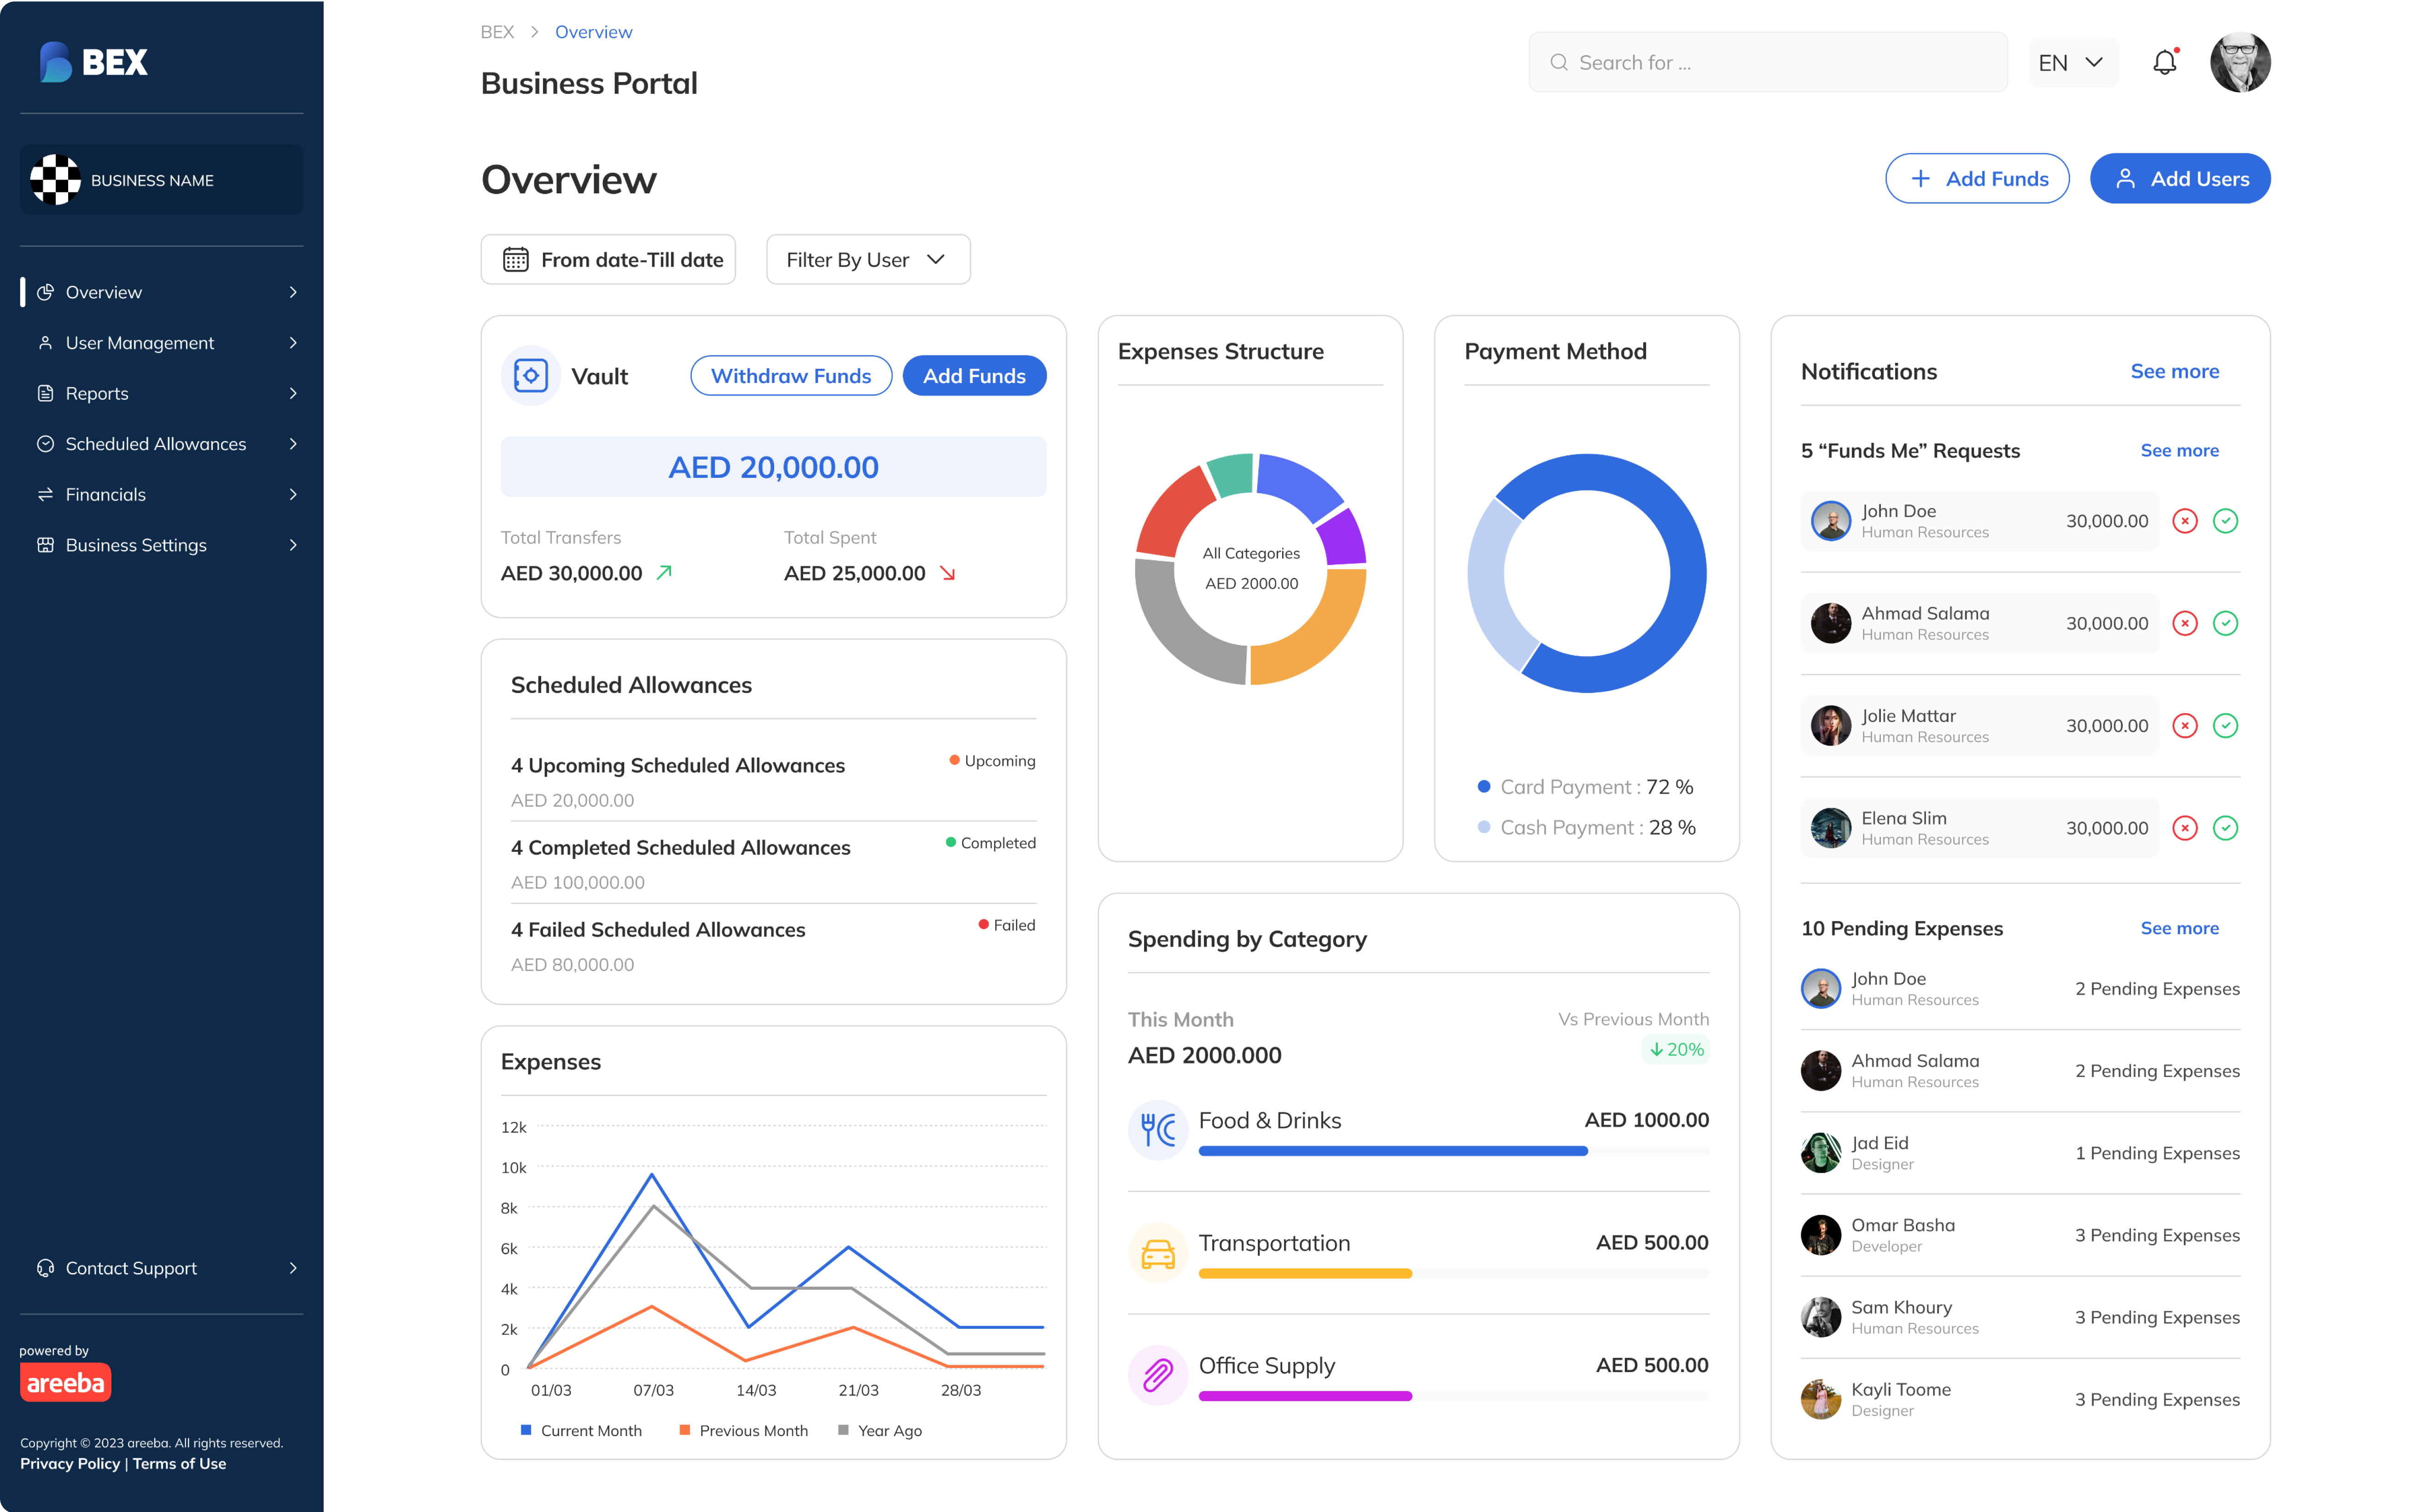 BEX
BUSINESS NAME
Overview
User Management
Reports
Scheduled Allowances
Financials
Business Settings
Contact Support
powered by
areeba
Copyright © 2023 areeba. All rights reserved.
Privacy Policy | Terms of Use
BEX > Overview
Business Portal
Search for ...
EN
Overview
+ Add Funds
Add Users
From date-Till date
Filter By User
Vault
Withdraw Funds
Add Funds
AED 20,000.00
Total Transfers
AED 30,000.00
Total Spent
AED 25,000.00
Scheduled Allowances
4 Upcoming Scheduled Allowances
Upcoming
AED 20,000.00
4 Completed Scheduled Allowances
Completed
AED 100,000.00
4 Failed Scheduled Allowances
Failed
AED 80,000.00
Expenses
12k
10k
8k
6k
4k
2k
0
01/03 07/03 14/03 21/03 28/03
Current Month Previous Month Year Ago
Expenses Structure
All Categories
AED 2000.00
Payment Method
Card Payment : 72 %
Cash Payment : 28 %
Spending by Category
This Month
AED 2000.000
Vs Previous Month
20%
Food & Drinks AED 1000.00
Transportation AED 500.00
Office Supply AED 500.00
Notifications See more
5 “Funds Me” Requests See more
John Doe
Human Resources
30,000.00
Ahmad Salama
Human Resources
30,000.00
Jolie Mattar
Human Resources
30,000.00
Elena Slim
Human Resources
30,000.00
10 Pending Expenses See more
John Doe
Human Resources
2 Pending Expenses
Ahmad Salama
Human Resources
2 Pending Expenses
Jad Eid
Designer
1 Pending Expenses
Omar Basha
Developer
3 Pending Expenses
Sam Khoury
Human Resources
3 Pending Expenses
Kayli Toome
Designer
3 Pending Expenses